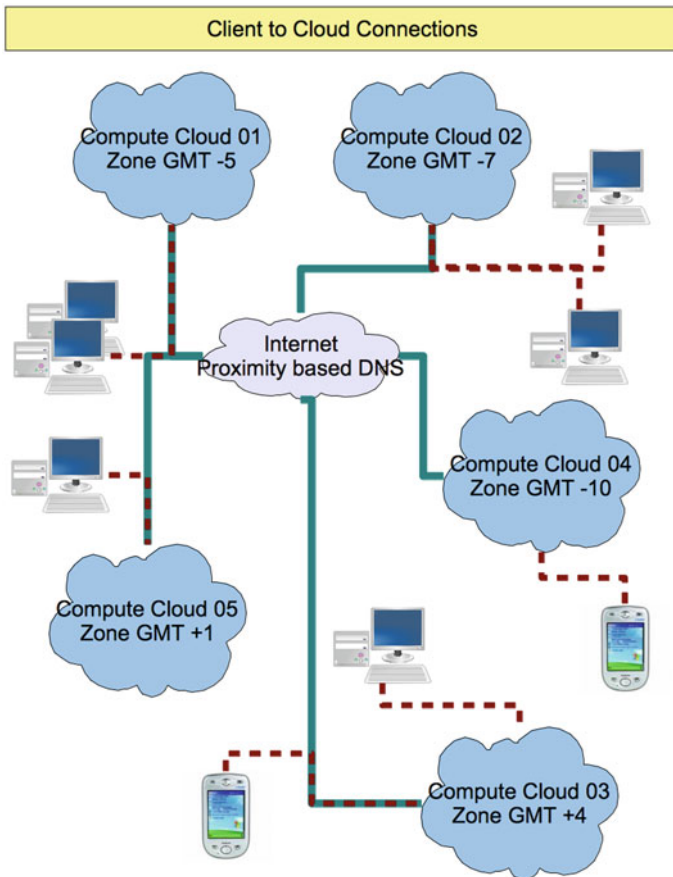 Client to Cloud Connections
Compute Cloud 01
Zone GMT -5
Compute Cloud 02
Zone GMT -7
Internet
Proximity based DNS
Compute Cloud 04
Zone GMT -10
Compute Cloud 05
Zone GMT +1
Compute Cloud 03
Zone GMT +4